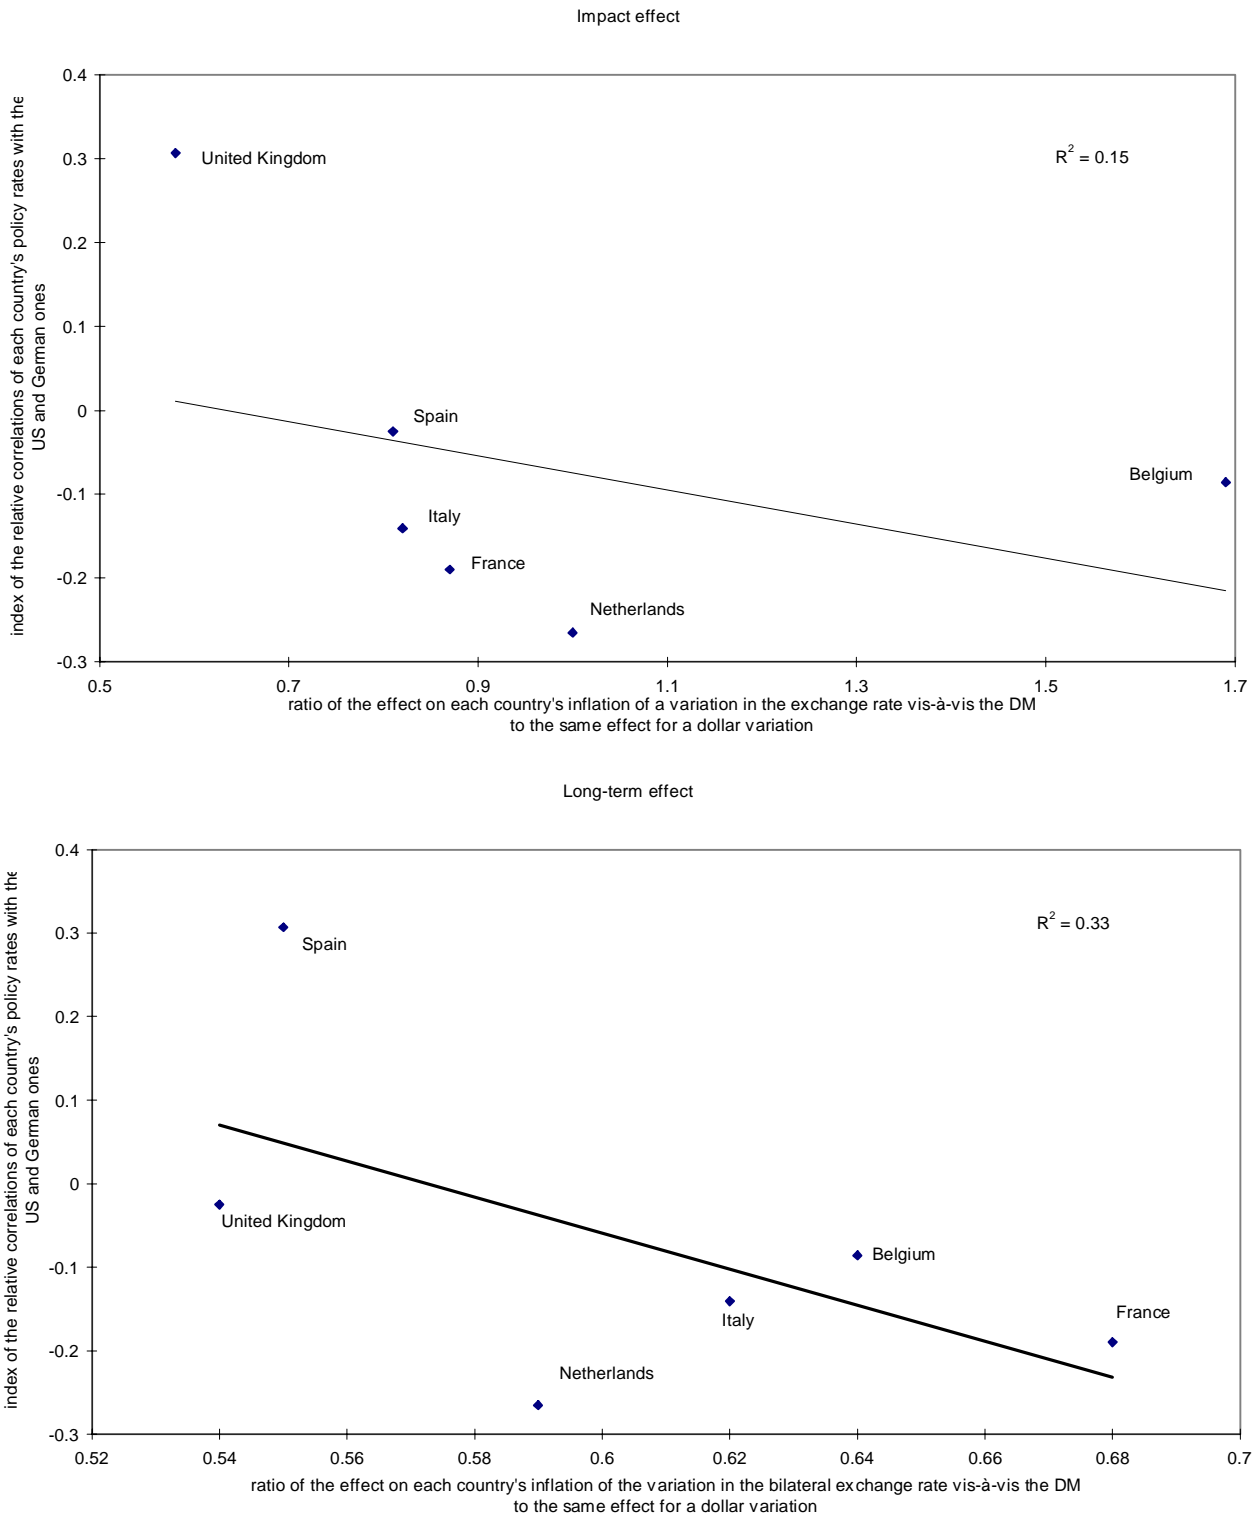 Impact effect
index of the relative correlations of each country's policy rates with the
US and German ones
0.4
0.3
0.2
0.1
0
-0.1
-0.2
-0.3
United Kingdom
R² = 0.15
Spain
Belgium
Italy
France
Netherlands
0.5 0.7 0.9 1.1 1.3 1.5 1.7
ratio of the effect on each country's inflation of a variation in the exchange rate vis-à-vis the DM
to the same effect for a dollar variation
Long-term effect
index of the relative correlations of each country's policy rates with the
US and German ones
0.4
0.3
0.2
0.1
0
-0.1
-0.2
-0.3
R² = 0.33
Spain
United Kingdom
Belgium
Italy
France
Netherlands
0.52 0.54 0.56 0.58 0.6 0.62 0.64 0.66 0.68 0.7
ratio of the effect on each country's inflation of the variation in the bilateral exchange rate vis-à-vis the DM
to the same effect for a dollar variation